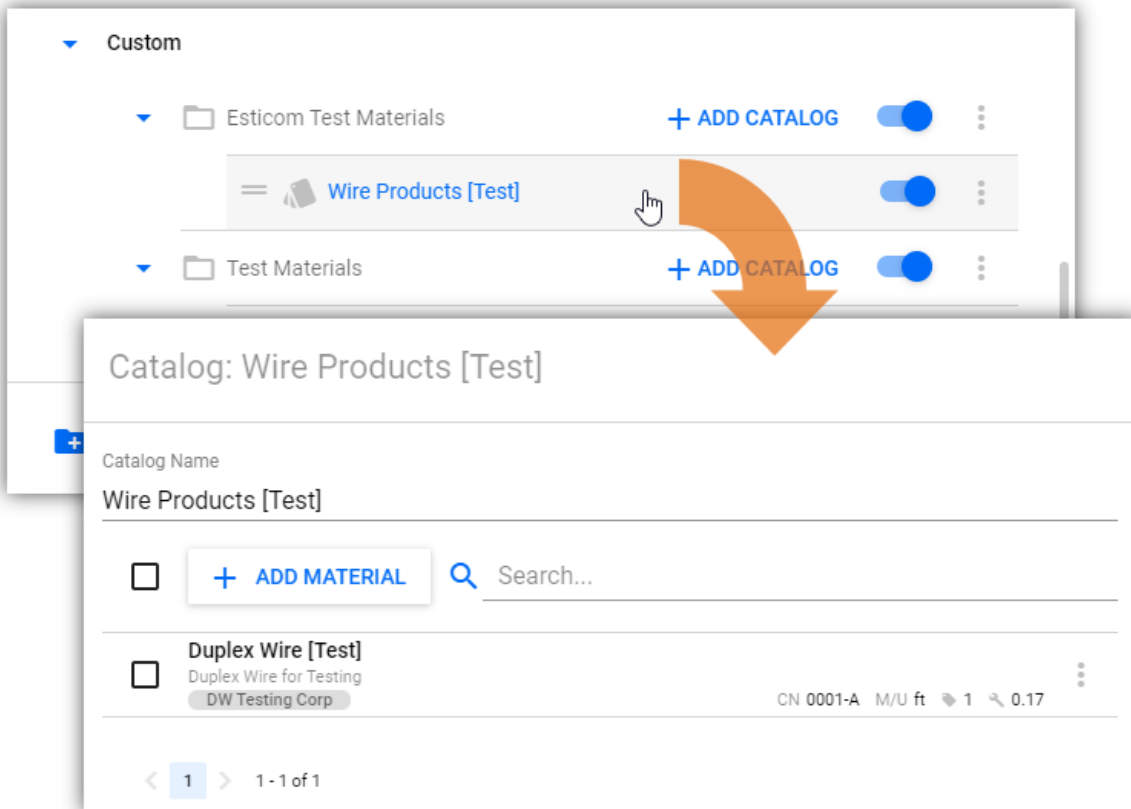 Custom
Esticom Test Materials + ADD CATALOG
Wire Products [Test]
Test Materials + ADD CATALOG
Catalog: Wire Products [Test]
Catalog Name
Wire Products [Test]
+ ADD MATERIAL Search...
Duplex Wire [Test]
Duplex Wire for Testing
DW Testing Corp CN 0001-A M/U ft 1 0.17
< 1 > 1 - 1 of 1